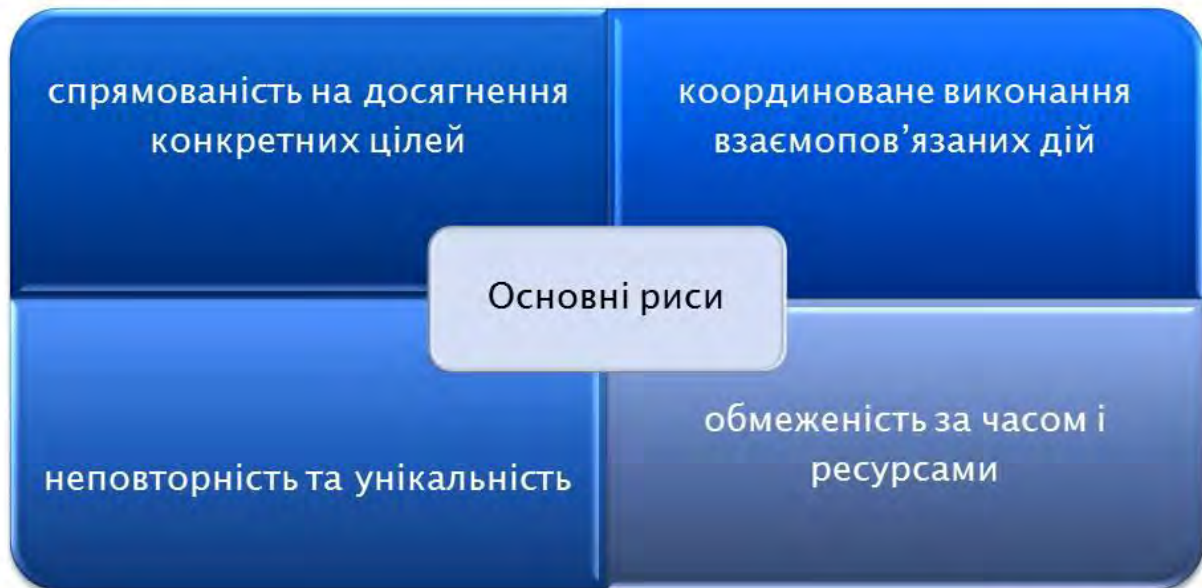 спрямованість на досягнення
конкретних цілей
координоване виконання
взаємопов’язаних дій
Основні риси
неповторність та унікальність
обмеженість за часом і
ресурсами